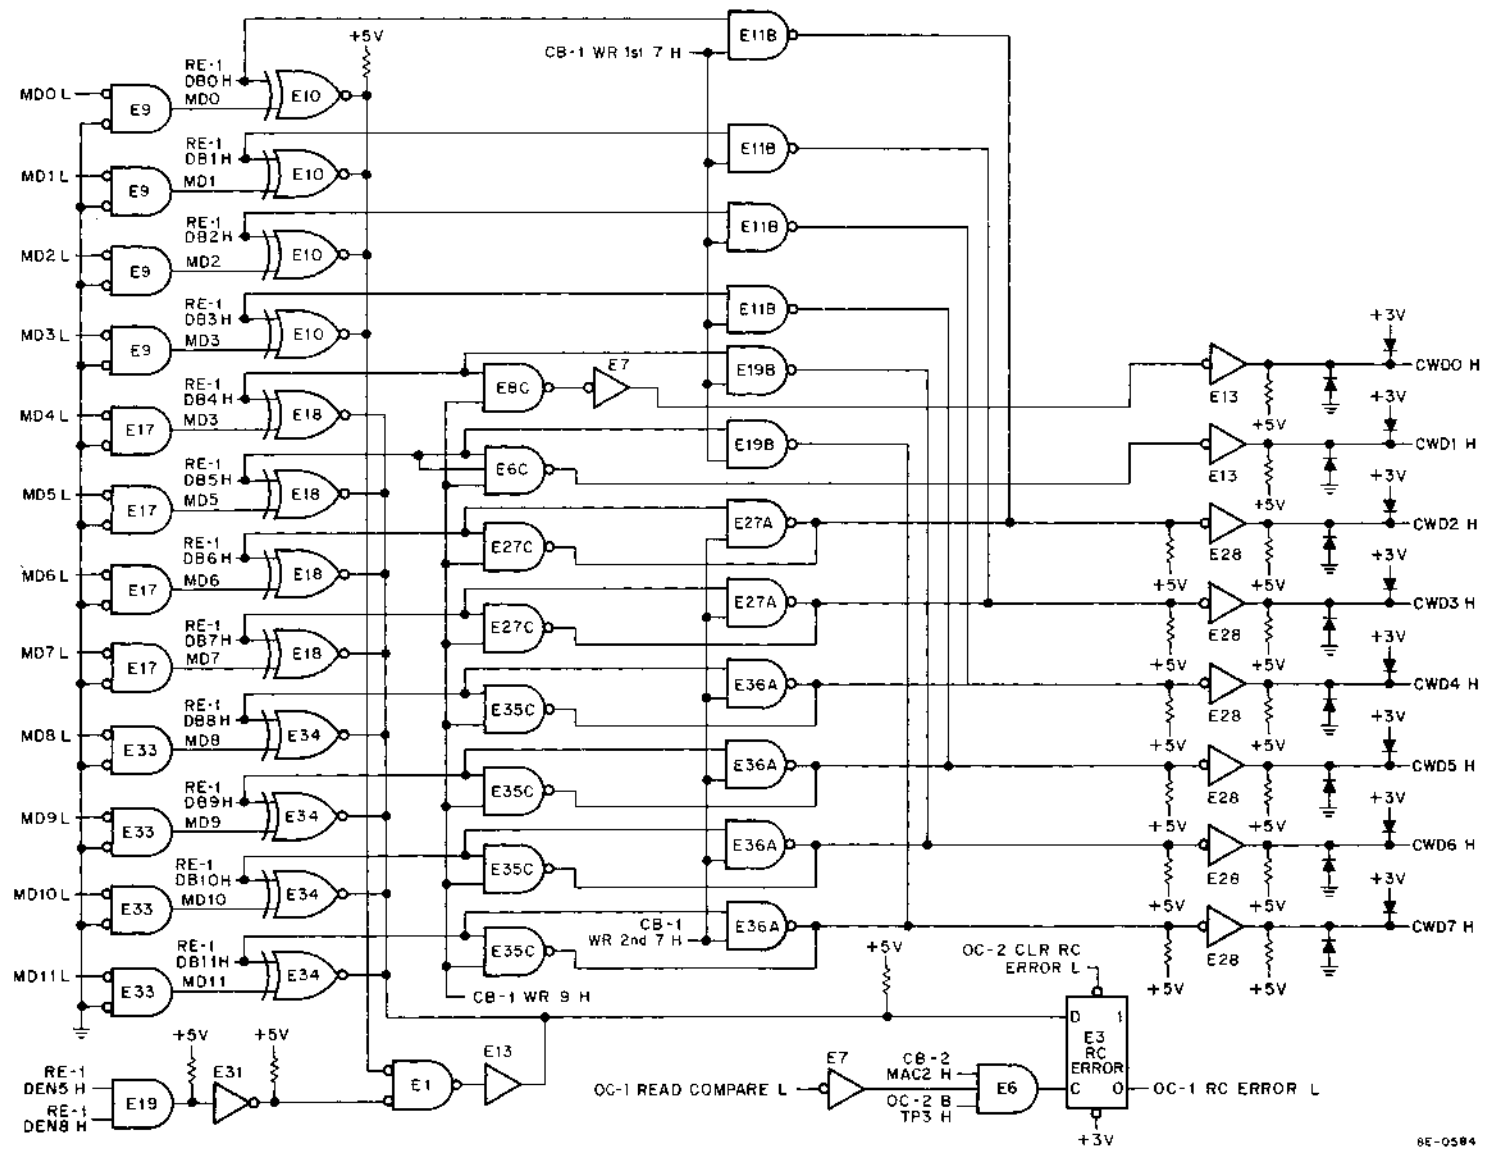 +5V
RE-1
DB0 H
MD0 L
MD0
E9
E10
CB-1 WR 1st 7 H
E11B
RE-1
DB1 H
MD1 L
MD1
E9
E10
E11B
RE-1
DB2 H
MD2 L
MD2
E9
E10
E11B
RE-1
DB3 H
MD3 L
MD3
E9
E10
E11B
RE-1
DB4 H
MD4 L
MD3
E17
E18
E8C
E7
E19B
E13
+5V
+3V
CWD0 H
RE-1
DB5 H
MD5 L
MD5
E17
E18
E6C
E19B
E13
+5V
+3V
CWD1 H
RE-1
DB6 H
MD6 L
MD6
E17
E18
E27C
E27A
+5V
E28
+5V
+3V
CWD2 H
RE-1
DB7 H
MD7 L
MD7
E17
E18
E27C
E27A
+5V
E28
+5V
+3V
CWD3 H
RE-1
DB8 H
MD8 L
MD8
E33
E34
E35C
E36A
+5V
E28
+5V
+3V
CWD4 H
RE-1
DB9 H
MD9 L
MD9
E33
E34
E35C
E36A
+5V
E28
+5V
+3V
CWD5 H
RE-1
DB10 H
MD10 L
MD10
E33
E34
E35C
E36A
+5V
E28
+5V
+3V
CWD6 H
RE-1
DB11 H
MD11 L
MD11
E33
E34
E35C
CB-1
WR 2nd 7 H
E36A
+5V
E28
+5V
+3V
CWD7 H
CB-1 WR 9 H
+5V
OC-2 CLR RC
ERROR L
RE-1
DEN5 H
RE-1
DEN8 H
E19
+5V
E31
+5V
E1
E13
OC-1 READ COMPARE L
E7
CB-2
MAC2 H
OC-2 B
TP3 H
E6
D 1
E3
RC
ERROR
C 0
+3V
OC-1 RC ERROR L
8E-0584